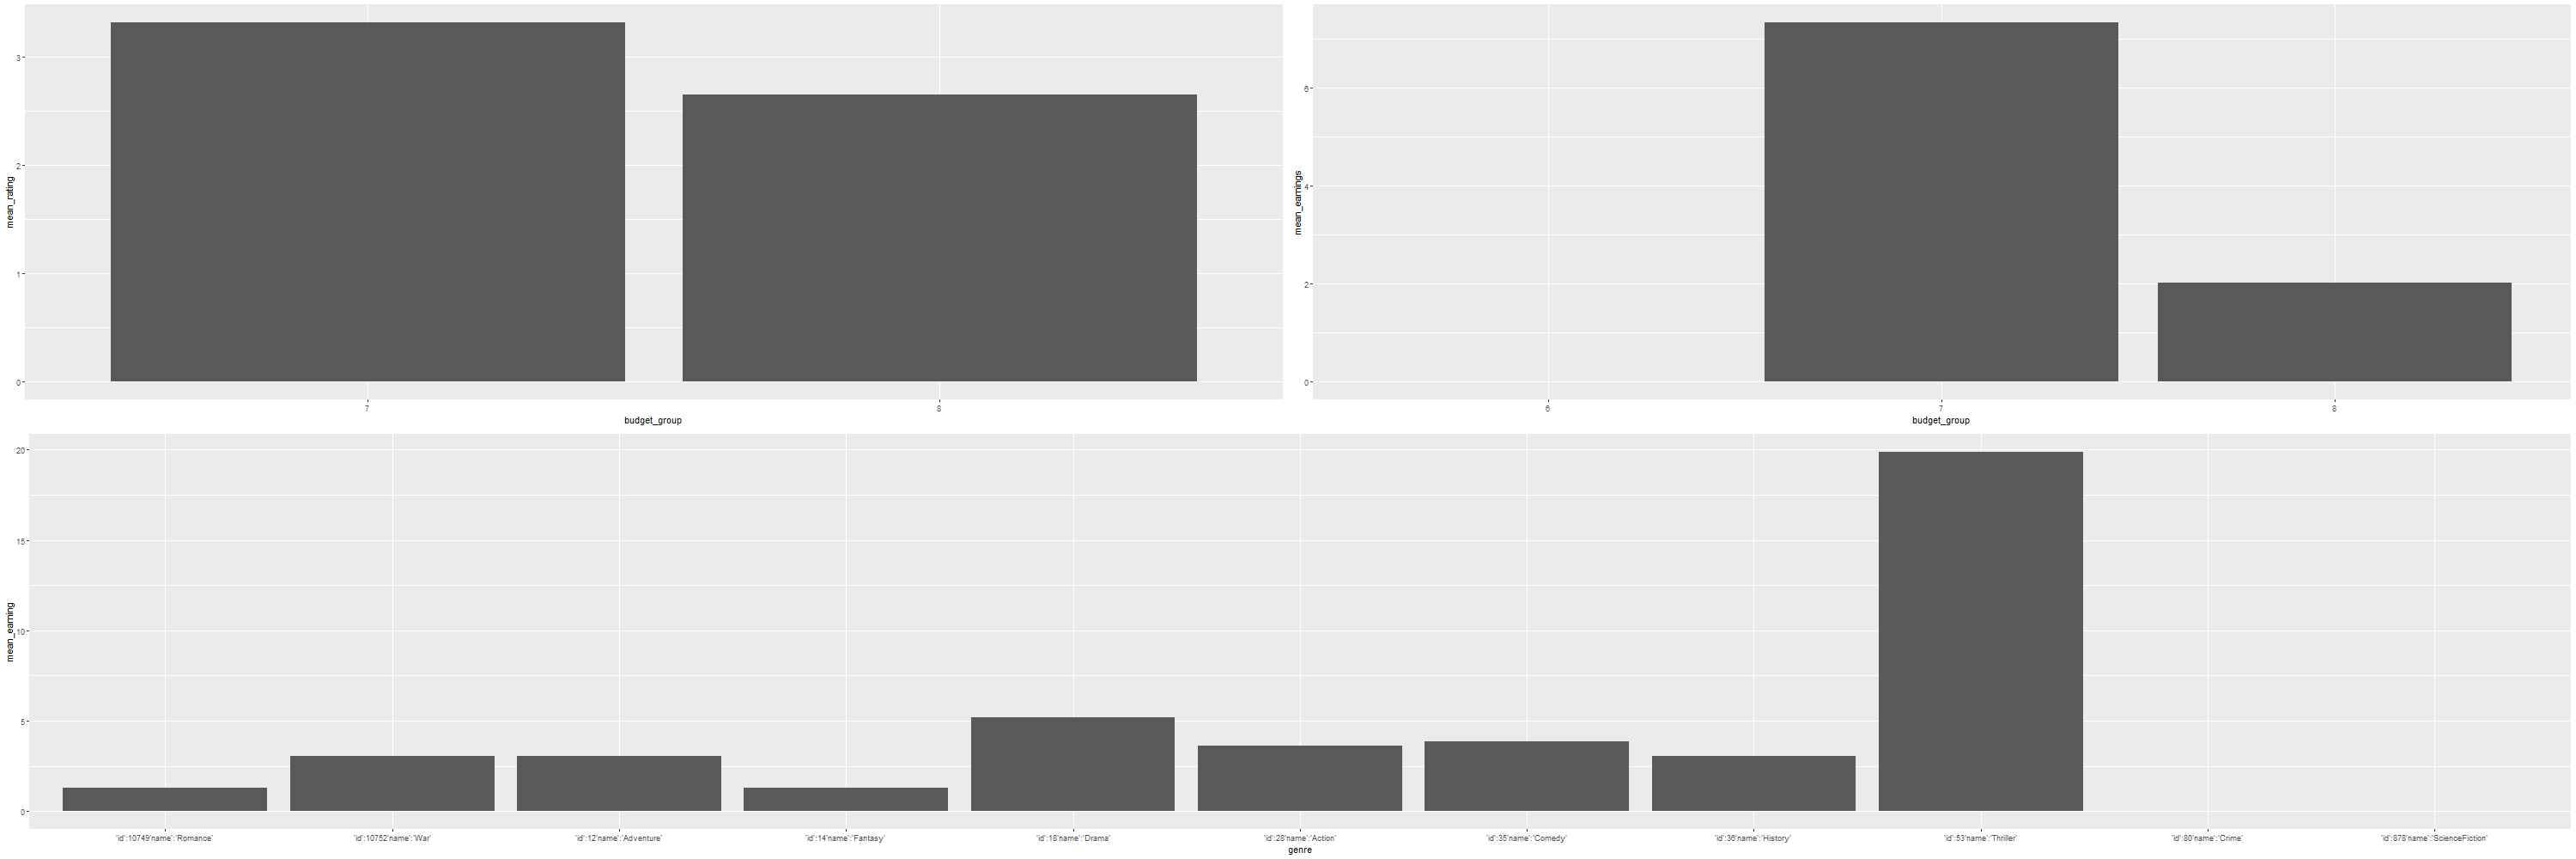 mean_rating
3
2
1
0
7
8
budget_group
mean_earnings
6
4
2
0
6
7
8
budget_group
mean_earning
20
15
10
5
0
'id':10749'name':'Romance'
'id':10752'name':'War'
'id':12'name':'Adventure'
'id':14'name':'Fantasy'
'id':18'name':'Drama'
'id':28'name':'Action'
'id':35'name':'Comedy'
'id':36'name':'History'
'id':53'name':'Thriller'
'id':80'name':'Crime'
'id':878'name':'ScienceFiction'
genre